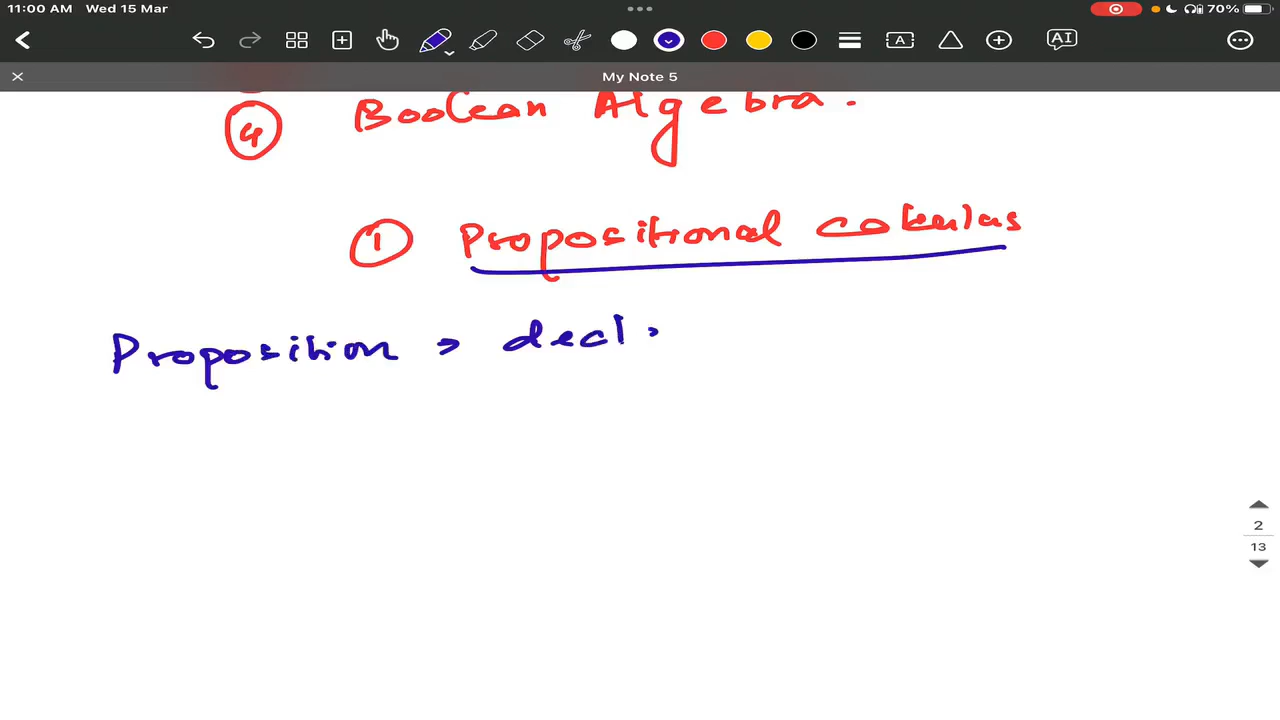 11:00 AM Wed 15 Mar
70%
A
AI
My Note 5
4 Boolean Algebra.
1 Propositional calculus
Proposition > decl
2
13